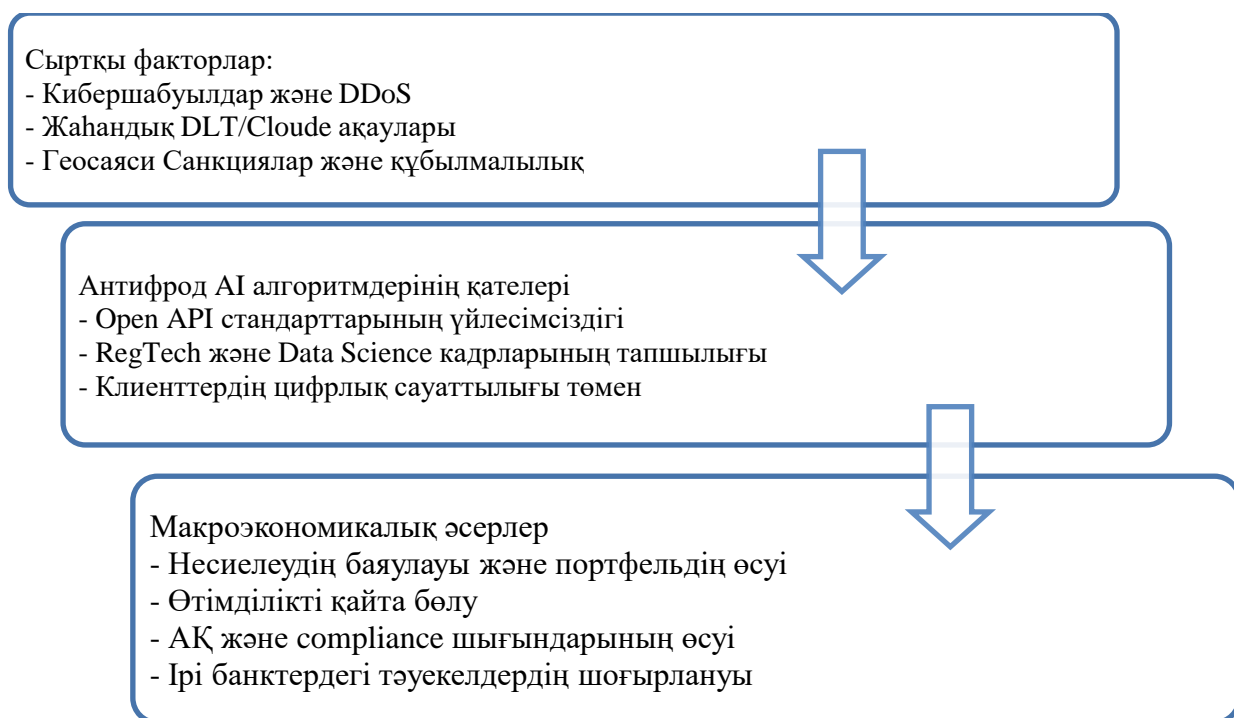 Сыртқы факторлар:
- Кибершабуылдар және DDoS
- Жаһандық DLT/Cloude ақаулары
- Геосаяси Санкциялар және құбылмалылық
Антифрод AI алгоритмдерінің қателері
- Open API стандарттарының үйлесімсіздігі
- RegTech және Data Science кадрларының тапшылығы
- Клиенттердің цифрлық сауаттылығы төмен
Макроэкономикалық әсерлер
- Несиелеудің баяулауы және портфельдің өсуі
- Өтімділікті қайта бөлу
- АҚ және compliance шығындарының өсуі
- Ірі банктердегі тәуекелдердің шоғырлануы